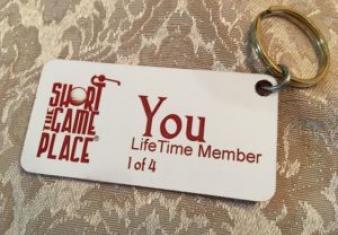 SHORT
THE GAME
PLACE®
You
LifeTime Member
1 of 4